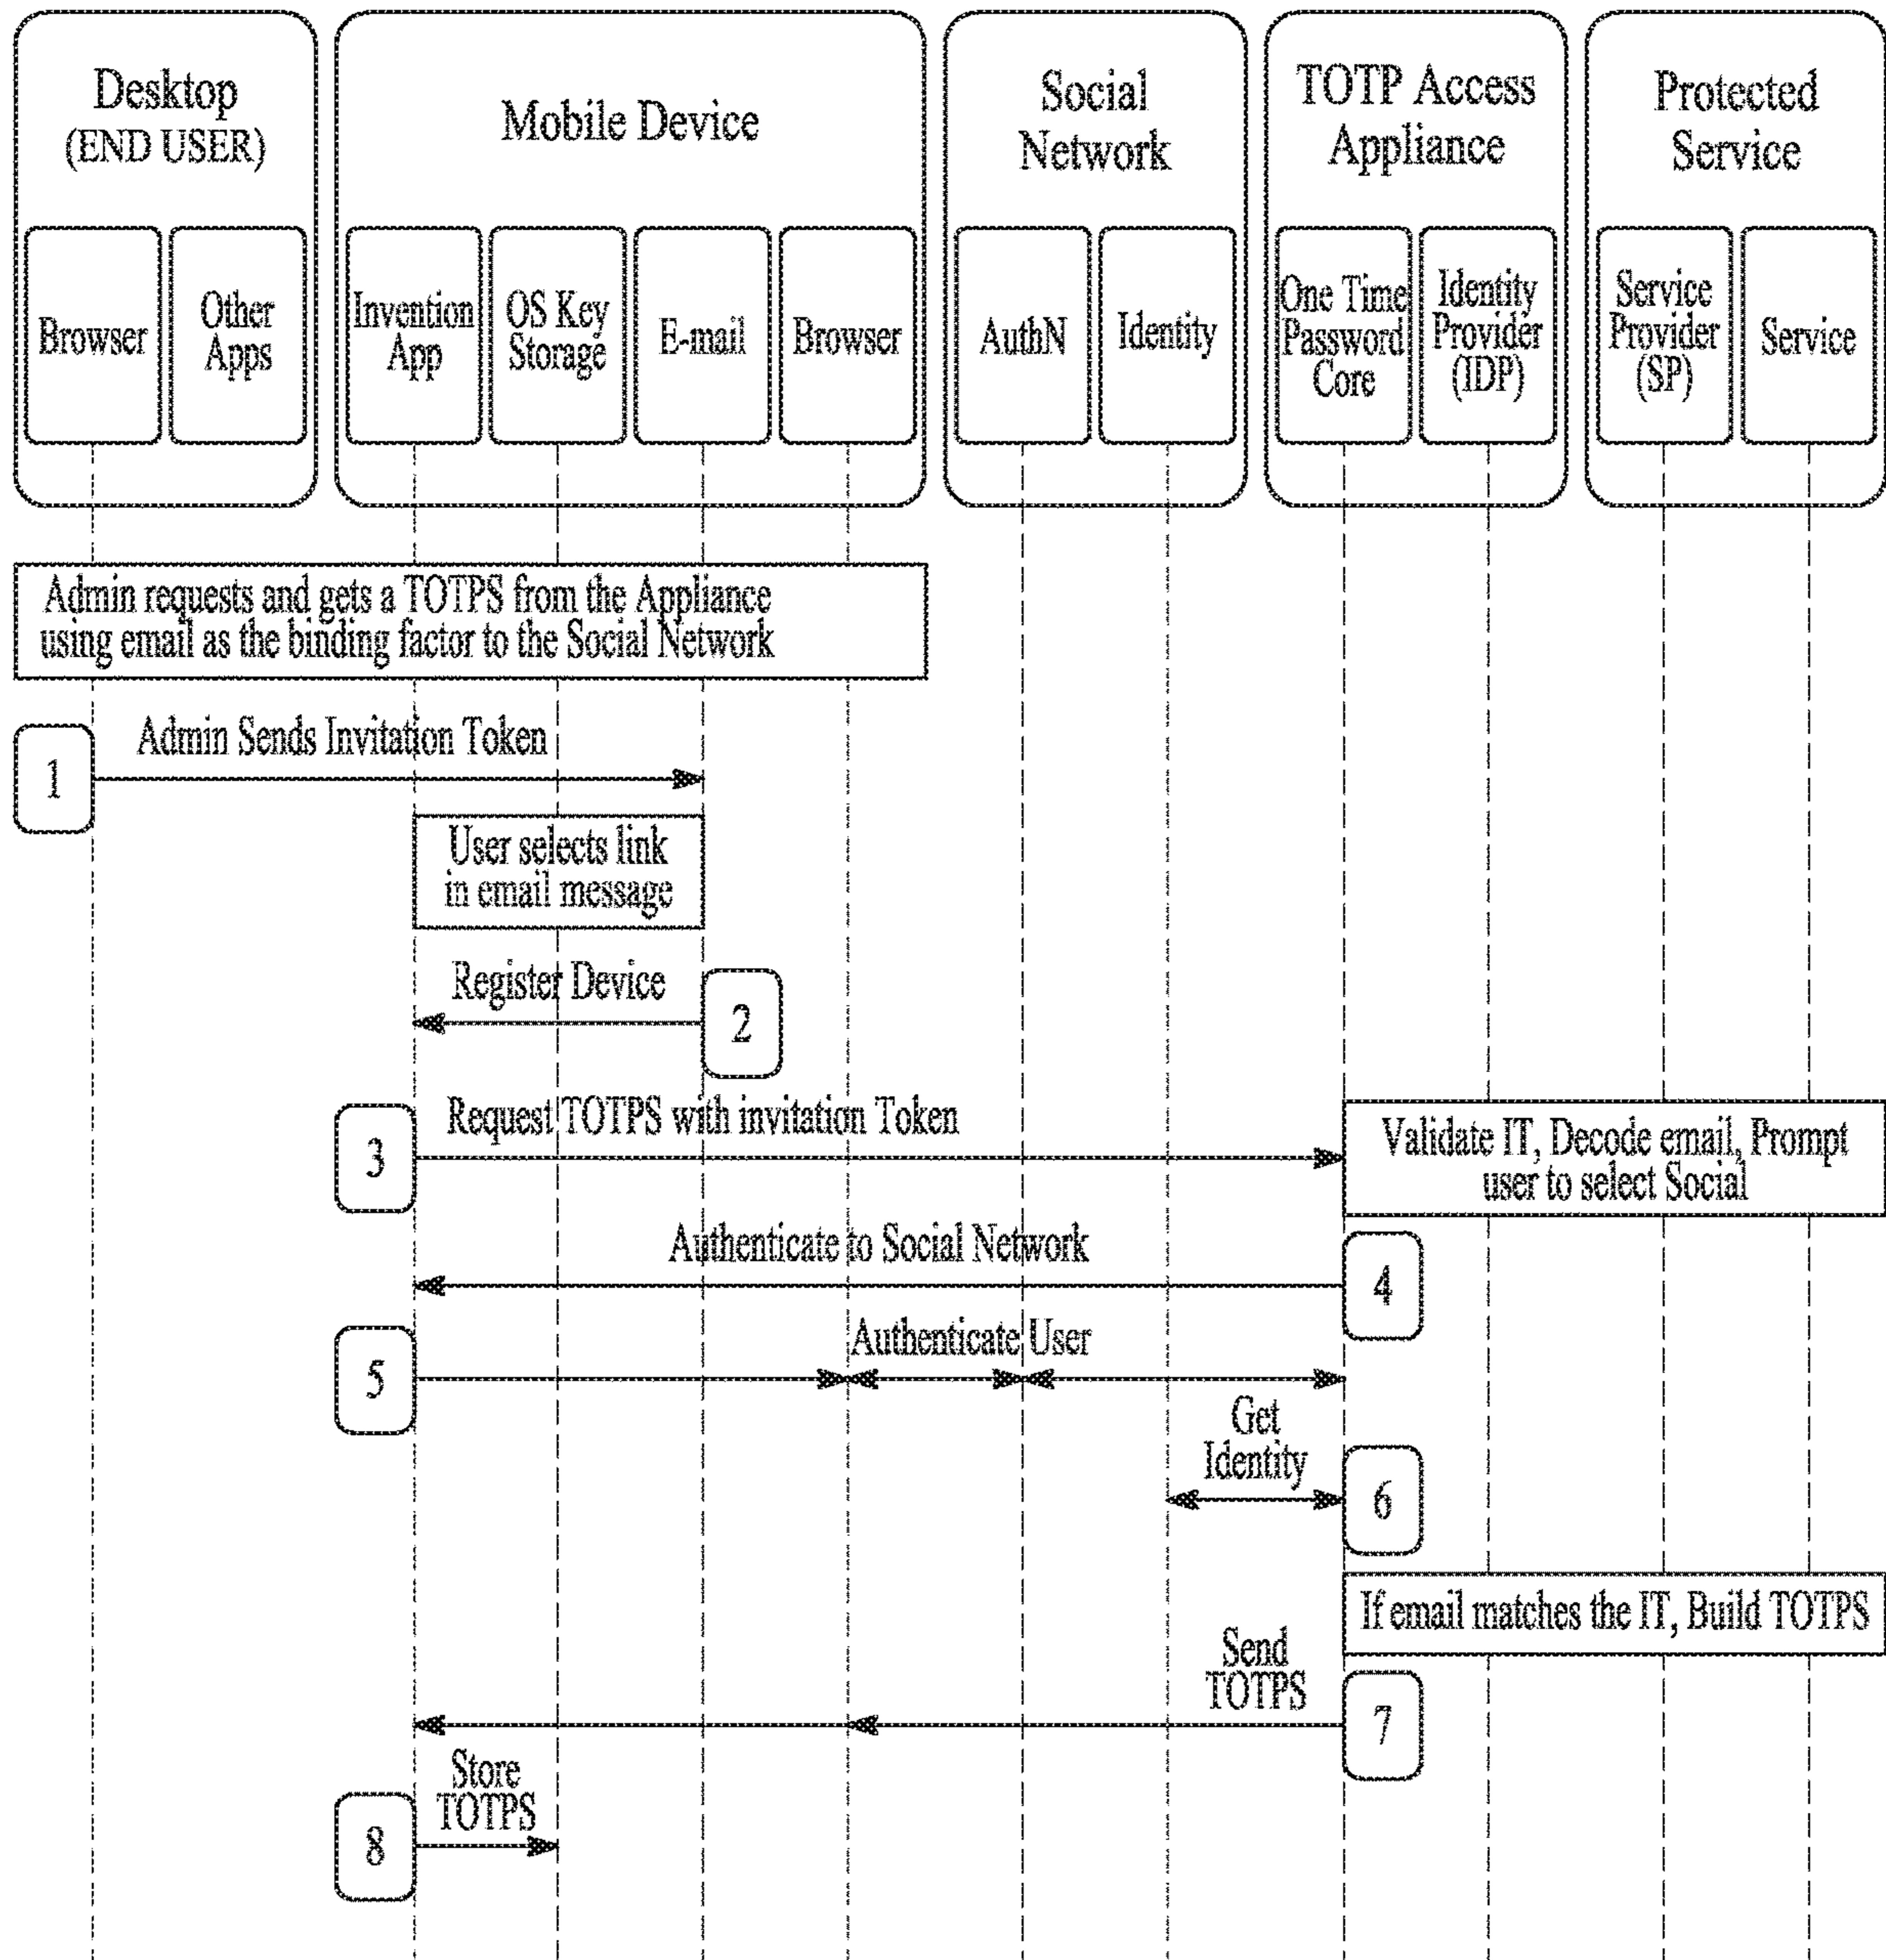 Desktop
(END USER)
Mobile Device
Social
Network
TOTP Access
Appliance
Protected
Service
Browser
Other
Apps
Invention
App
OS Key
Storage
E-mail
Browser
AuthN
Identity
One Time
Password
Core
Identity
Provider
(IDP)
Service
Provider
(SP)
Service
Admin requests and gets a TOTPS from the Appliance
using email as the binding factor to the Social Network
1
Admin Sends Invitation Token
User selects link
in email message
Register Device
2
3
Request TOTPS with invitation Token
Validate IT, Decode email, Prompt
user to select Social
Authenticate to Social Network
4
5
Authenticate User
Get
Identity
6
If email matches the IT, Build TOTPS
Send
TOTPS
7
Store
TOTPS
8